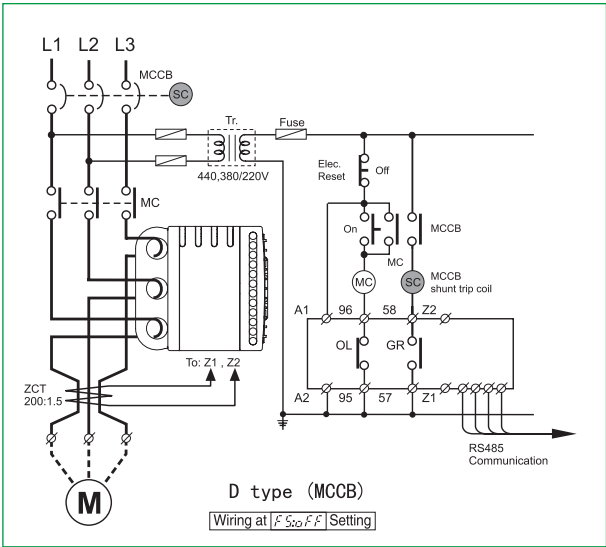 L1 L2 L3
MCCB
SC
Tr.
Fuse
440,380/220V
Elec.
Reset
Off
MC
On
MC
MCCB
MC
SC
MCCB
shunt trip coil
A1 96 58 Z2
OL GR
A2 95 57 Z1
To: Z1 , Z2
ZCT
200:1.5
RS485
Communication
M
D type (MCCB)
Wiring at FS:oFF Setting